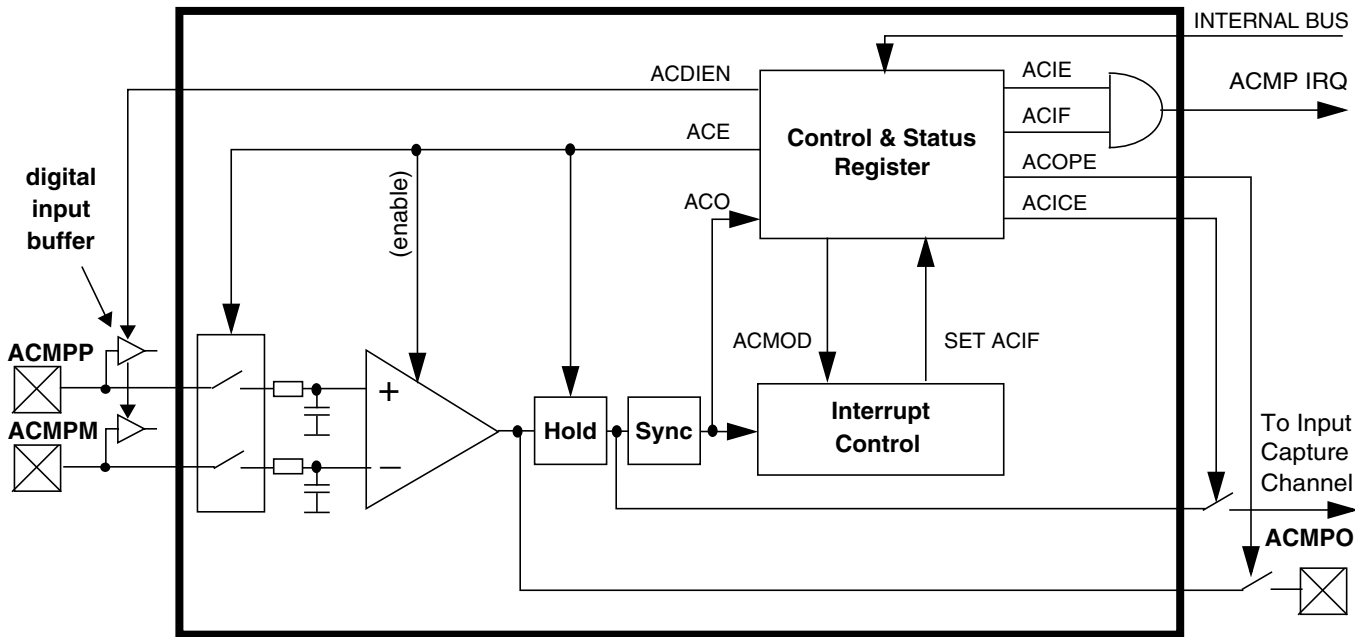 INTERNAL BUS
ACDIEN
ACIE
ACMP IRQ
ACE
Control & Status
Register
ACIF
ACOPE
digital
input
buffer
(enable)
ACO
ACICE
ACMOD
SET ACIF
ACMPP
+
ACMPM
Hold
Sync
Interrupt
Control
−
To Input
Capture
Channel
ACMPO